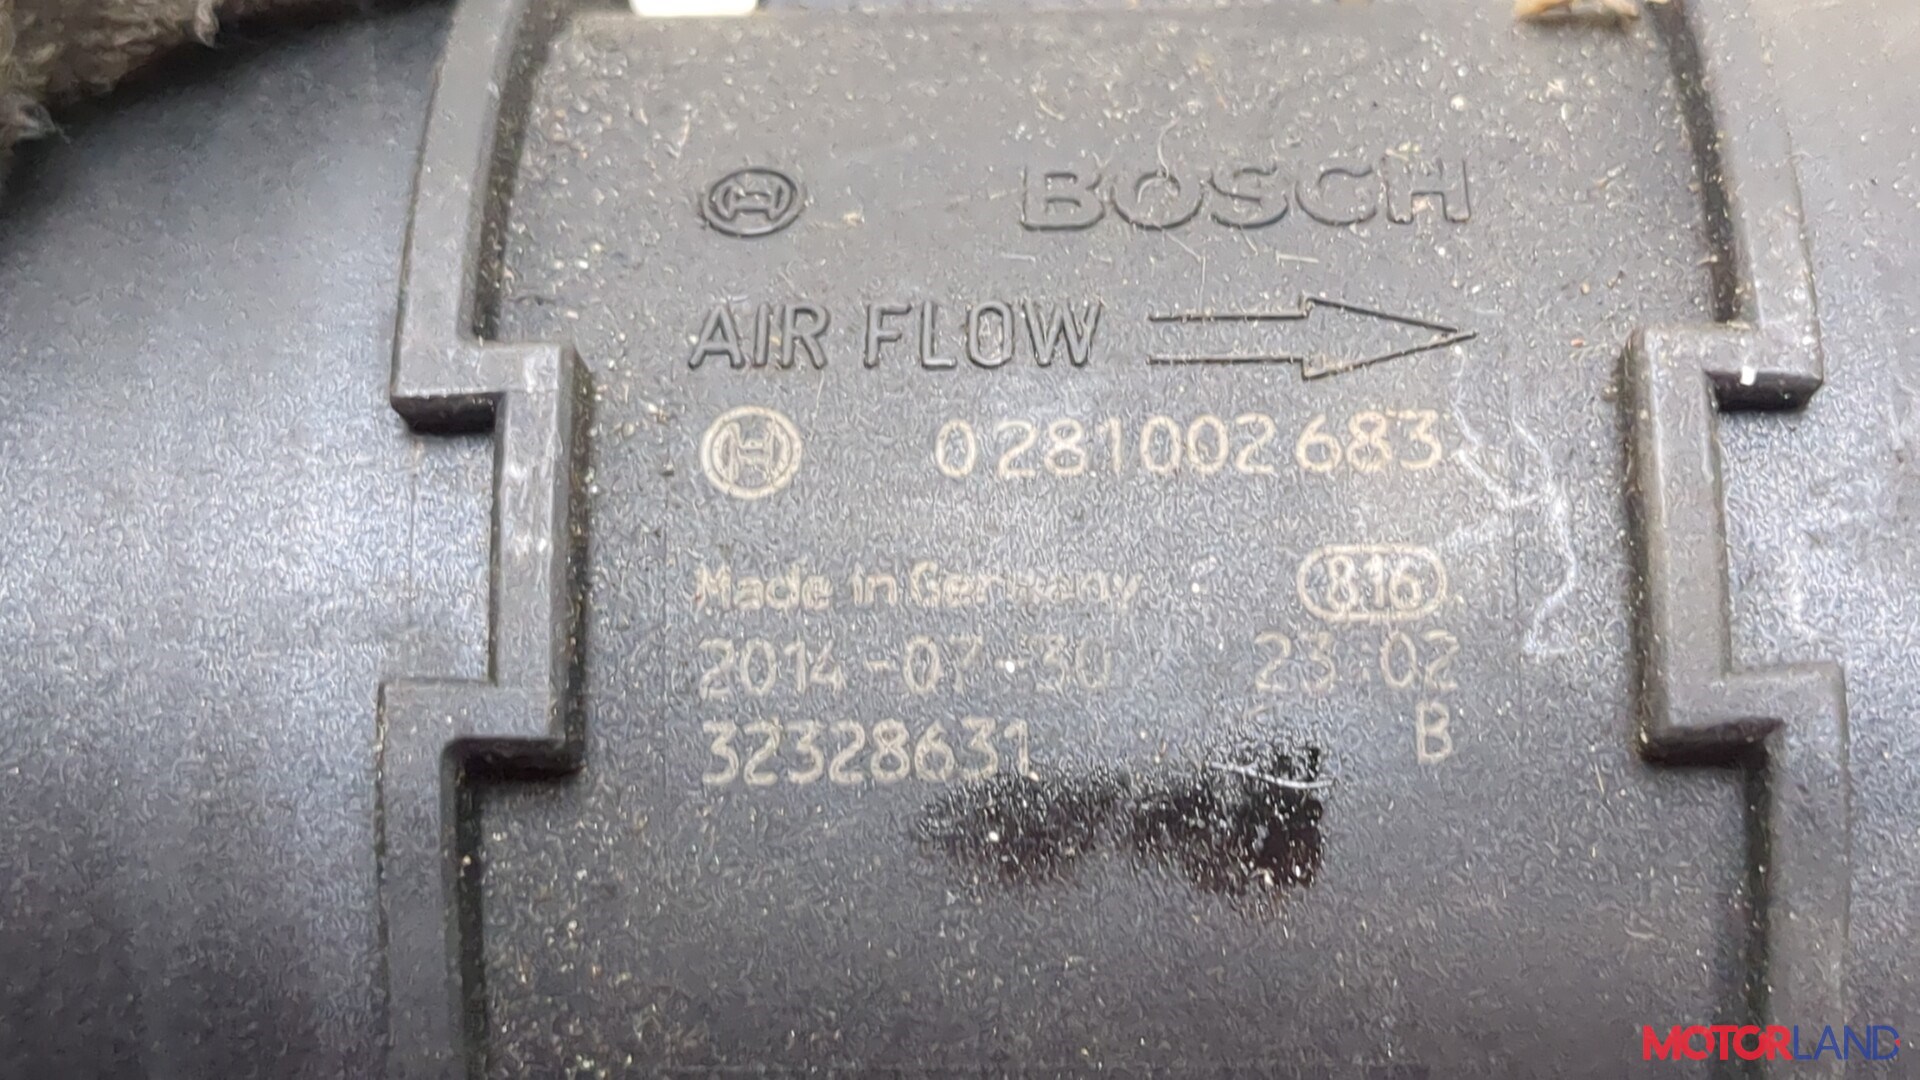 BOSCH
AIR FLOW
0281002683
Made in Germany 816
2014-07-30 23:02
32328631 B
MOTORLAND